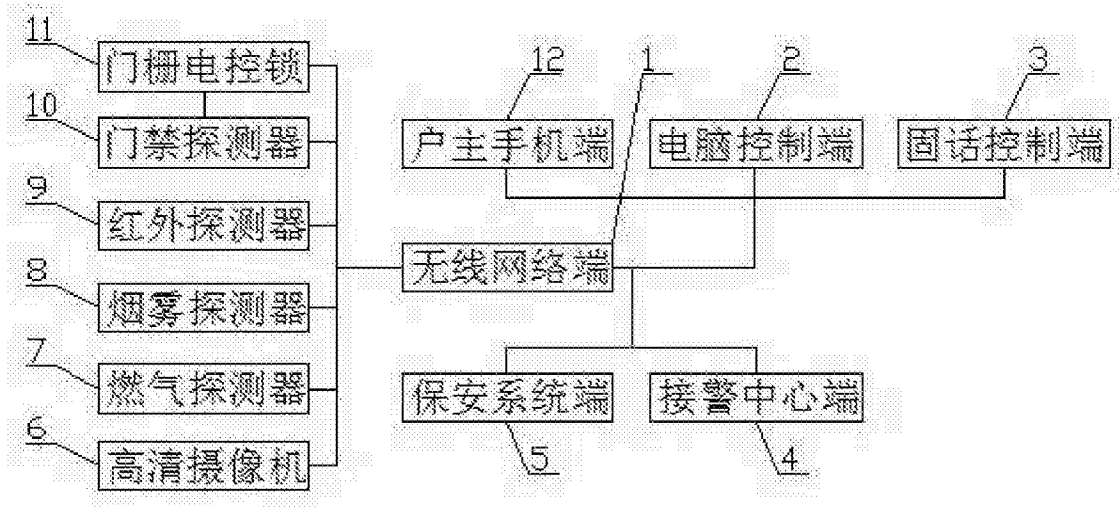 11
门栅电控锁
10
门禁探测器
9
红外探测器
8
烟雾探测器
7
燃气探测器
6
高清摄像机
12
户主手机端
1
无线网络端
2
电脑控制端
3
固话控制端
保安系统端
5
接警中心端
4